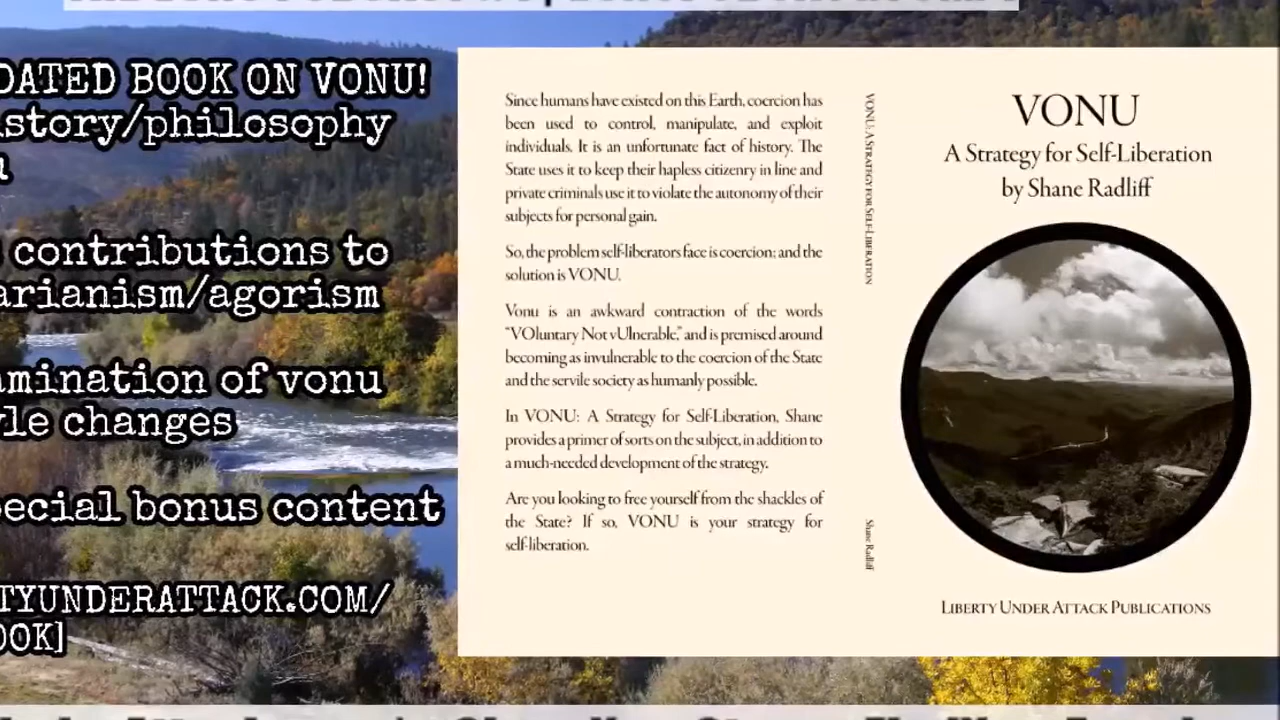 DATED BOOK ON VONU!
story/philosophy
contributions to
arianism/agorism
amination of vonu
yle changes
pecial bonus content
TYUNDERATTACK.COM/
OOK]
Since humans have existed on this Earth, coercion has
been used to control, manipulate, and exploit
individuals. It is an unfortunate fact of history. The
State uses it to keep their hapless citizenry in line and
private criminals use it to violate the autonomy of their
subjects for personal gain.
So, the problem self-liberators face is coercion; and the
solution is VONU.
Vonu is an awkward contraction of the words
"VOluntary Not vUlnerable," and is premised around
becoming as invulnerable to the coercion of the State
and the servile society as humanly possible.
In VONU: A Strategy for Self-Liberation, Shane
provides a primer of sorts on the subject, in addition to
a much-needed development of the strategy.
Are you looking to free yourself from the shackles of
the State? If so, VONU is your strategy for
self-liberation.
VONU: A Strategy for Self-Liberation
Shane Radliff
VONU
A Strategy for Self-Liberation
by Shane Radliff
Liberty Under Attack Publications